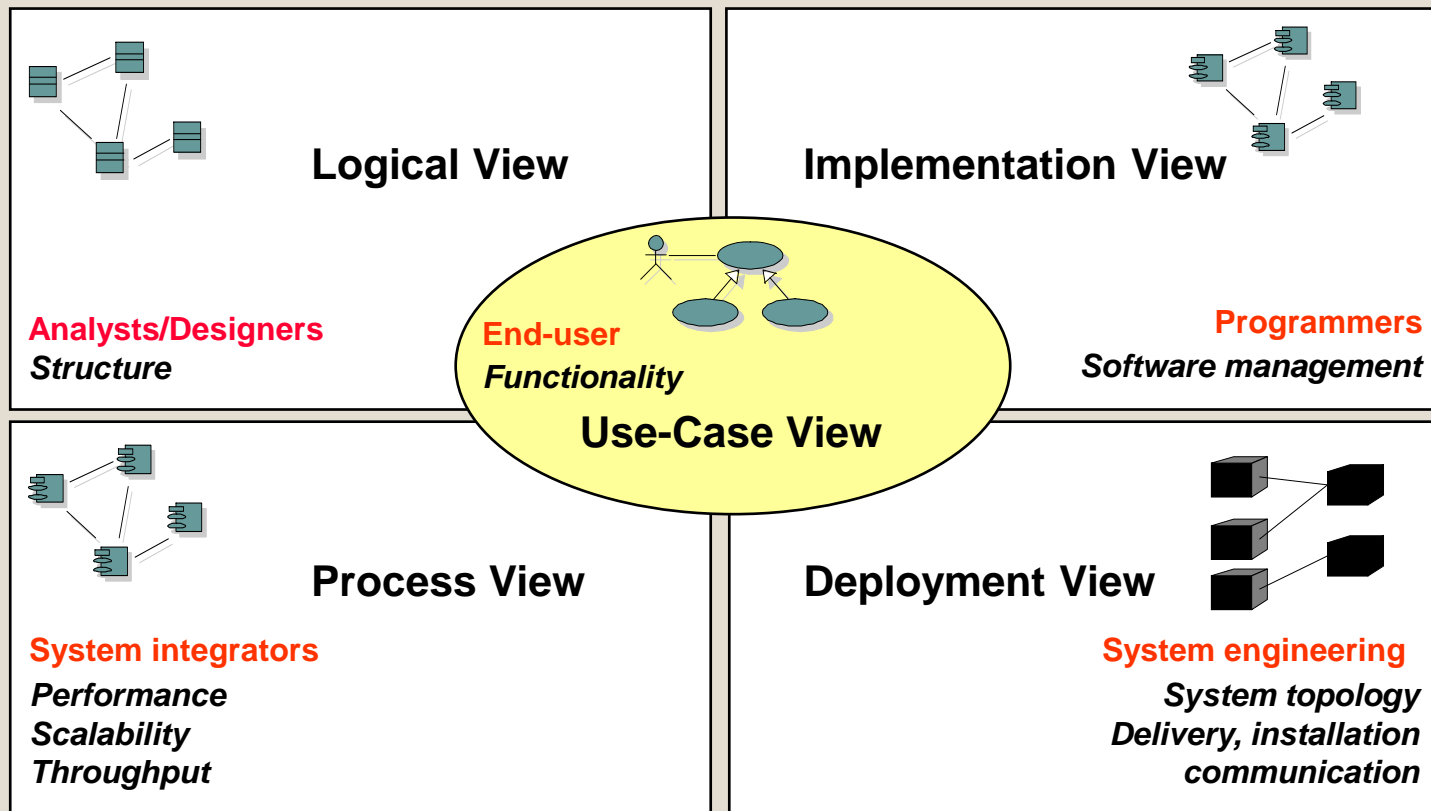 Logical View
Analysts/Designers
Structure
Implementation View
Programmers
Software management
End-user
Functionality
Use-Case View
Process View
System integrators
Performance
Scalability
Throughput
Deployment View
System engineering
System topology
Delivery, installation
communication